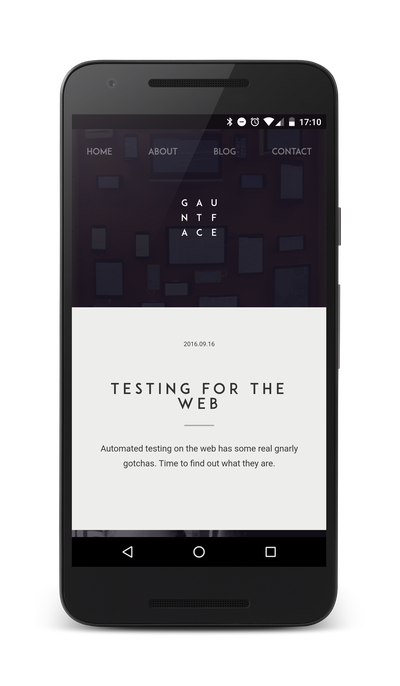 17:10
HOME ABOUT BLOG CONTACT
G A U
N T F
A C E
2016.09.16
TESTING FOR THE
WEB
Automated testing on the web has some real gnarly
gotchas. Time to find out what they are.